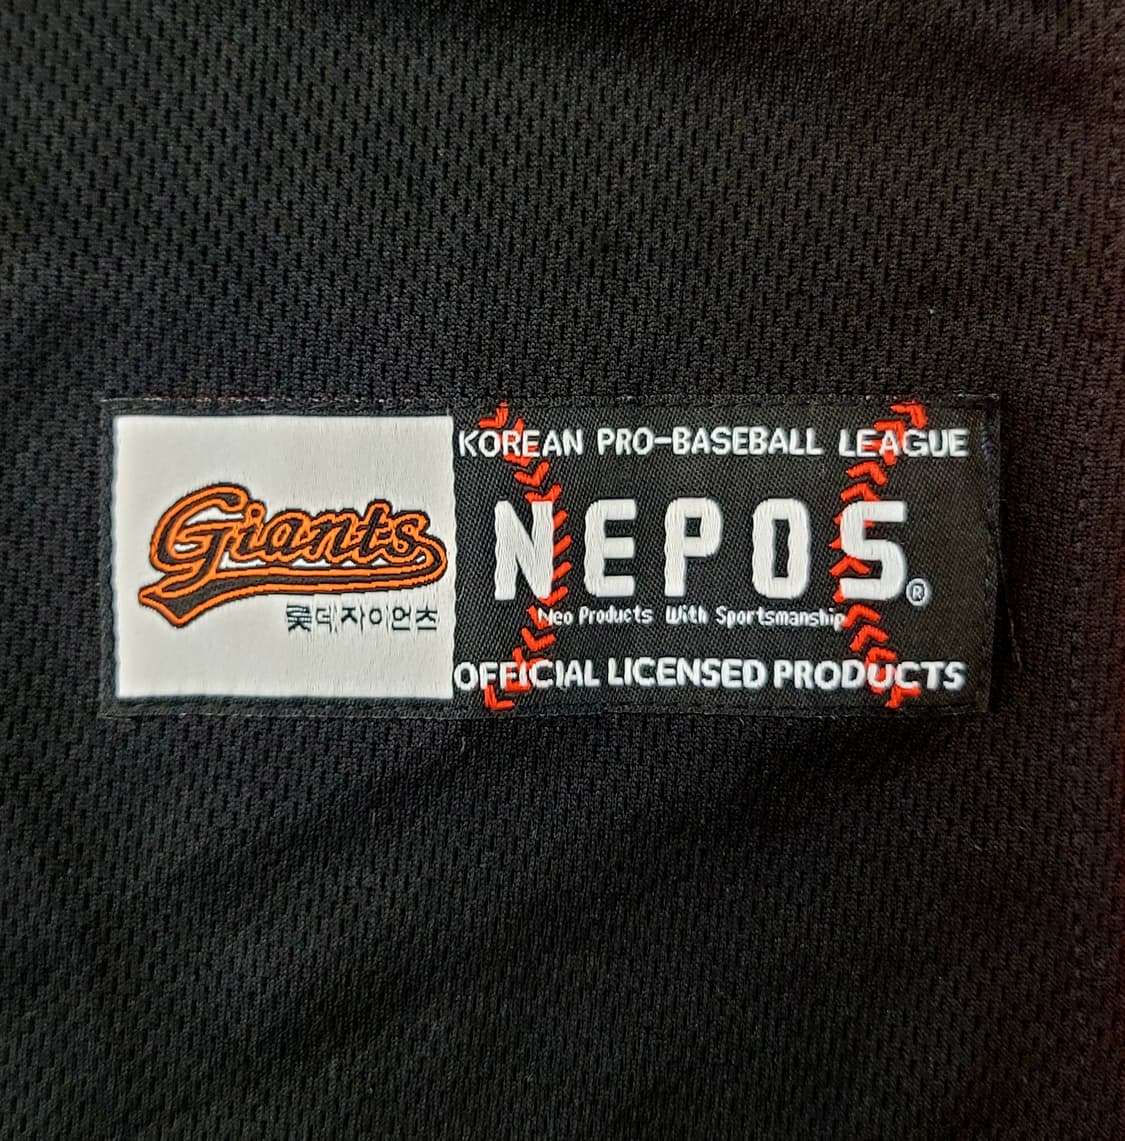 Giants
롯데자이언츠
KOREAN PRO-BASEBALL LEAGUE
NEPOS®
Neo Products With Sportsmanship
OFFICIAL LICENSED PRODUCTS